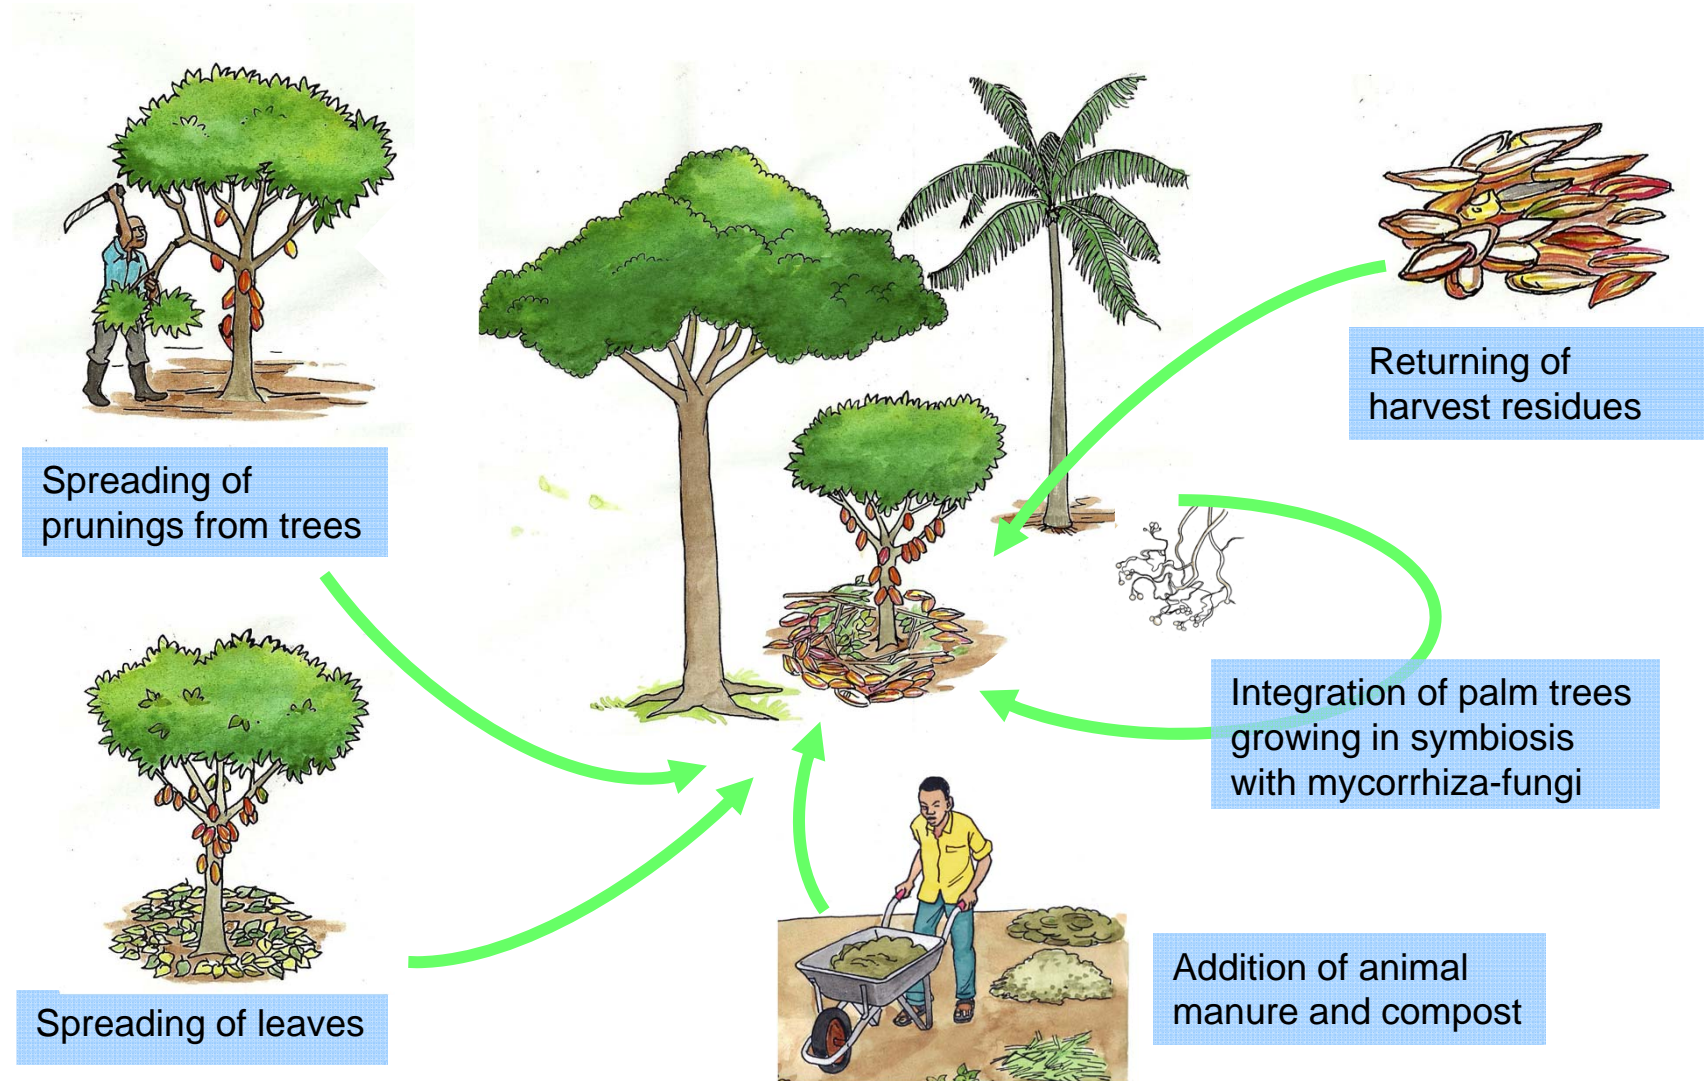 Spreading of
prunings from trees
Spreading of leaves
Returning of
harvest residues
Integration of palm trees
growing in symbiosis
with mycorrhiza-fungi
Addition of animal
manure and compost